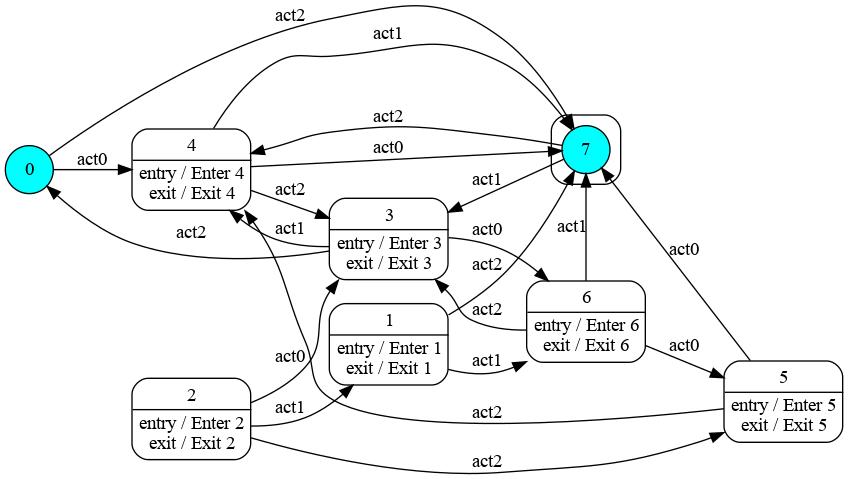 act2
act1
act2
4
7
act0
act0
0
entry / Enter 4
exit / Exit 4
act2
act1
3
act1
act0
act2
entry / Enter 3
exit / Exit 3
act1
act0
act2
6
act2
1
entry / Enter 6
exit / Exit 6
act0
entry / Enter 1
exit / Exit 1
act0
act1
5
2
act1
act2
entry / Enter 5
exit / Exit 5
entry / Enter 2
exit / Exit 2
act2